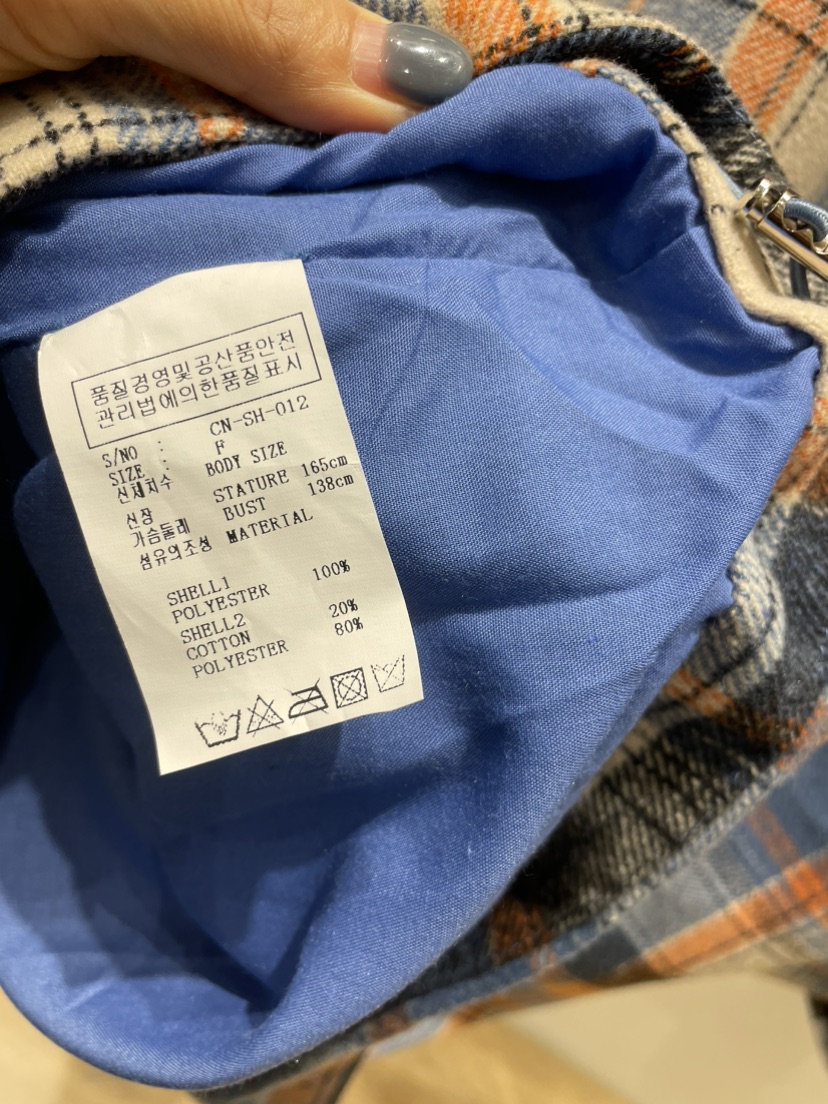 품질경영및공산품안전
관리법에의한품질표시
S/NO : CN-SH-012
SIZE : F
신체치수 BODY SIZE
신장 STATURE 165cm
가슴둘레 BUST 138cm
섬유의조성 MATERIAL
SHELL1
POLYESTER 100%
SHELL2
COTTON 20%
POLYESTER 80%